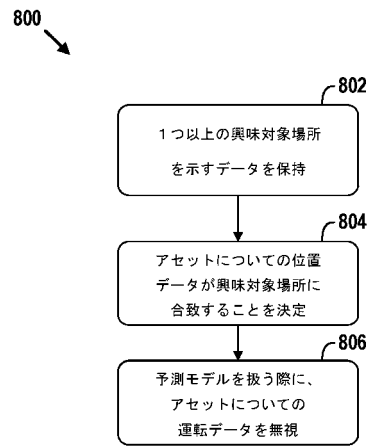 800
802
1つ以上の興味対象場所
を示すデータを保持
804
アセットについての位置
データが興味対象場所に
合致することを決定
806
予測モデルを扱う際に、
アセットについての
運転データを無視